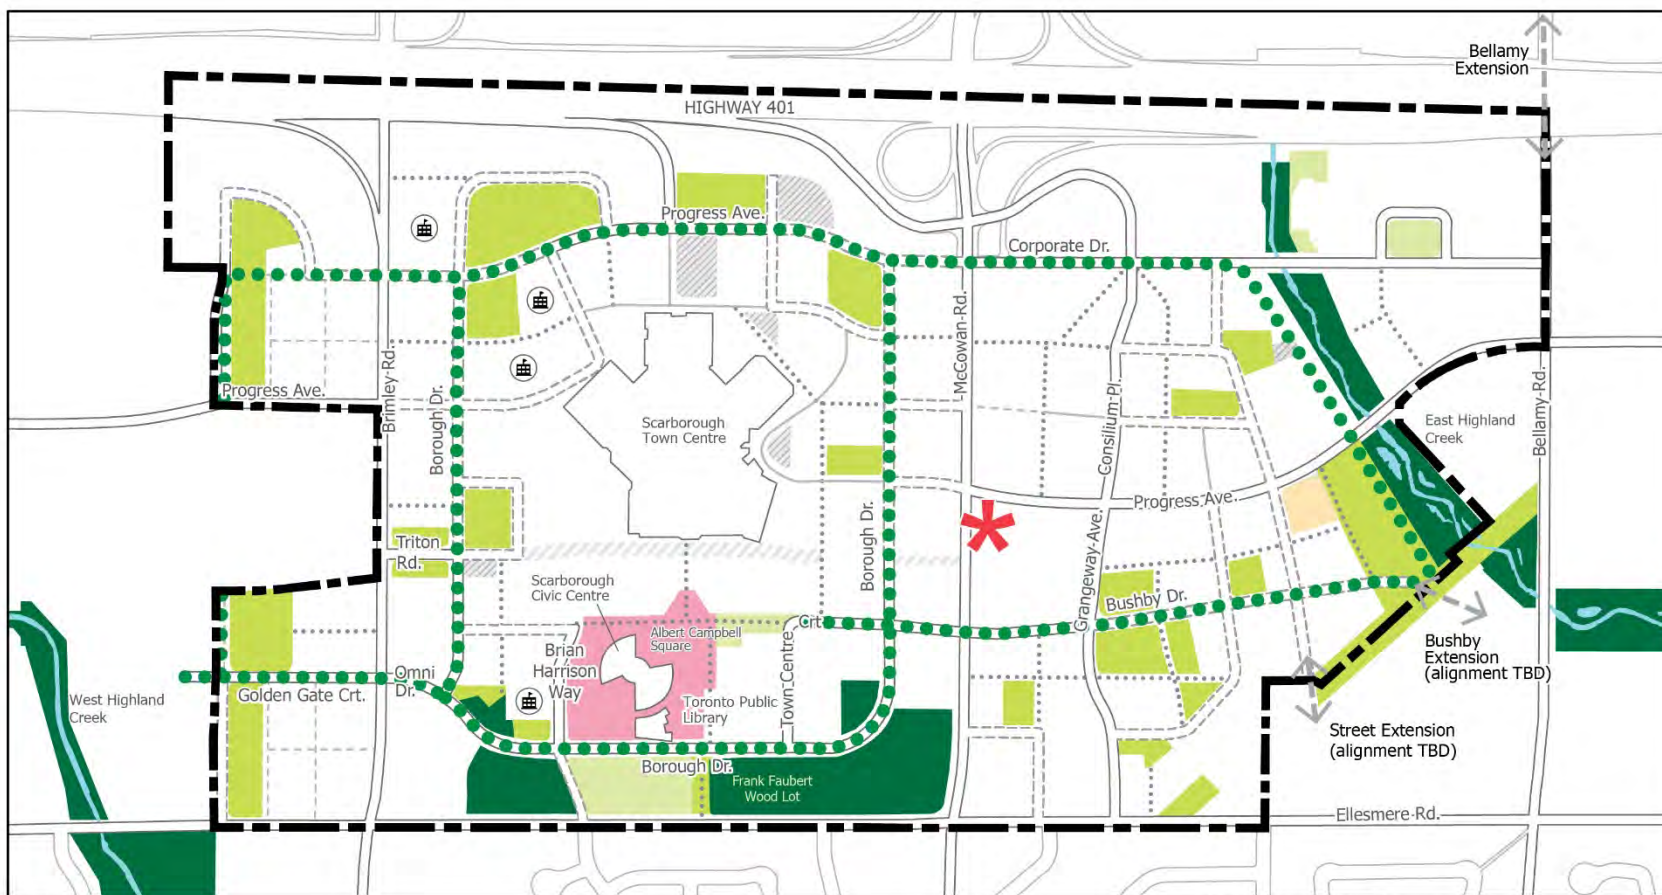 Bellamy
Extension
HIGHWAY 401
Progress Ave.
Corporate Dr.
McCowan Rd.
Brimley Rd.
Borough Dr.
Progress Ave.
Scarborough
Town Centre
Consilium Pl.
Bellamy Rd.
East Highland
Creek
Progress Ave.
Borough Dr.
Triton
Rd.
Scarborough
Civic Centre
Grangeway Ave.
Bushby Dr.
Crt.
Town Centre
Albert Campbell
Square
Brian
Harrison
Way
Omni
Dr.
Golden Gate Crt.
West Highland
Creek
Toronto Public
Library
Bushby
Extension
(alignment TBD)
Street Extension
(alignment TBD)
Borough Dr.
Frank Faubert
Wood Lot
Ellesmere Rd.